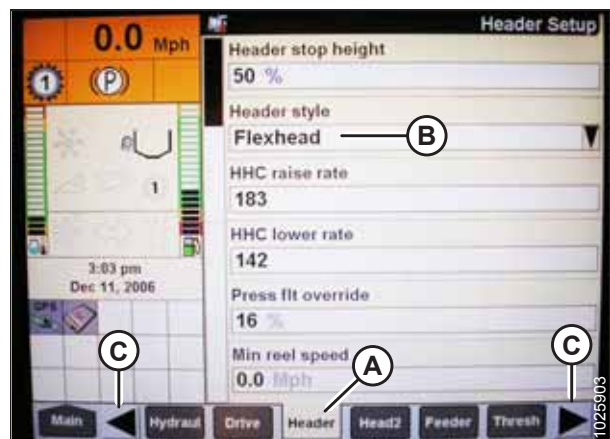 0.0 Mph
Header Setup
Header stop height
50 %
Header style
Flexhead
B
HHC raise rate
183
HHC lower rate
142
Press flt override
16 %
Min reel speed
0.0 Mph
1
(P)
1
3:03 pm
Dec 11, 2006
GPS
C
A
C
Main
Hydraul
Drive
Header
Head2
Feeder
Thresh
1025903